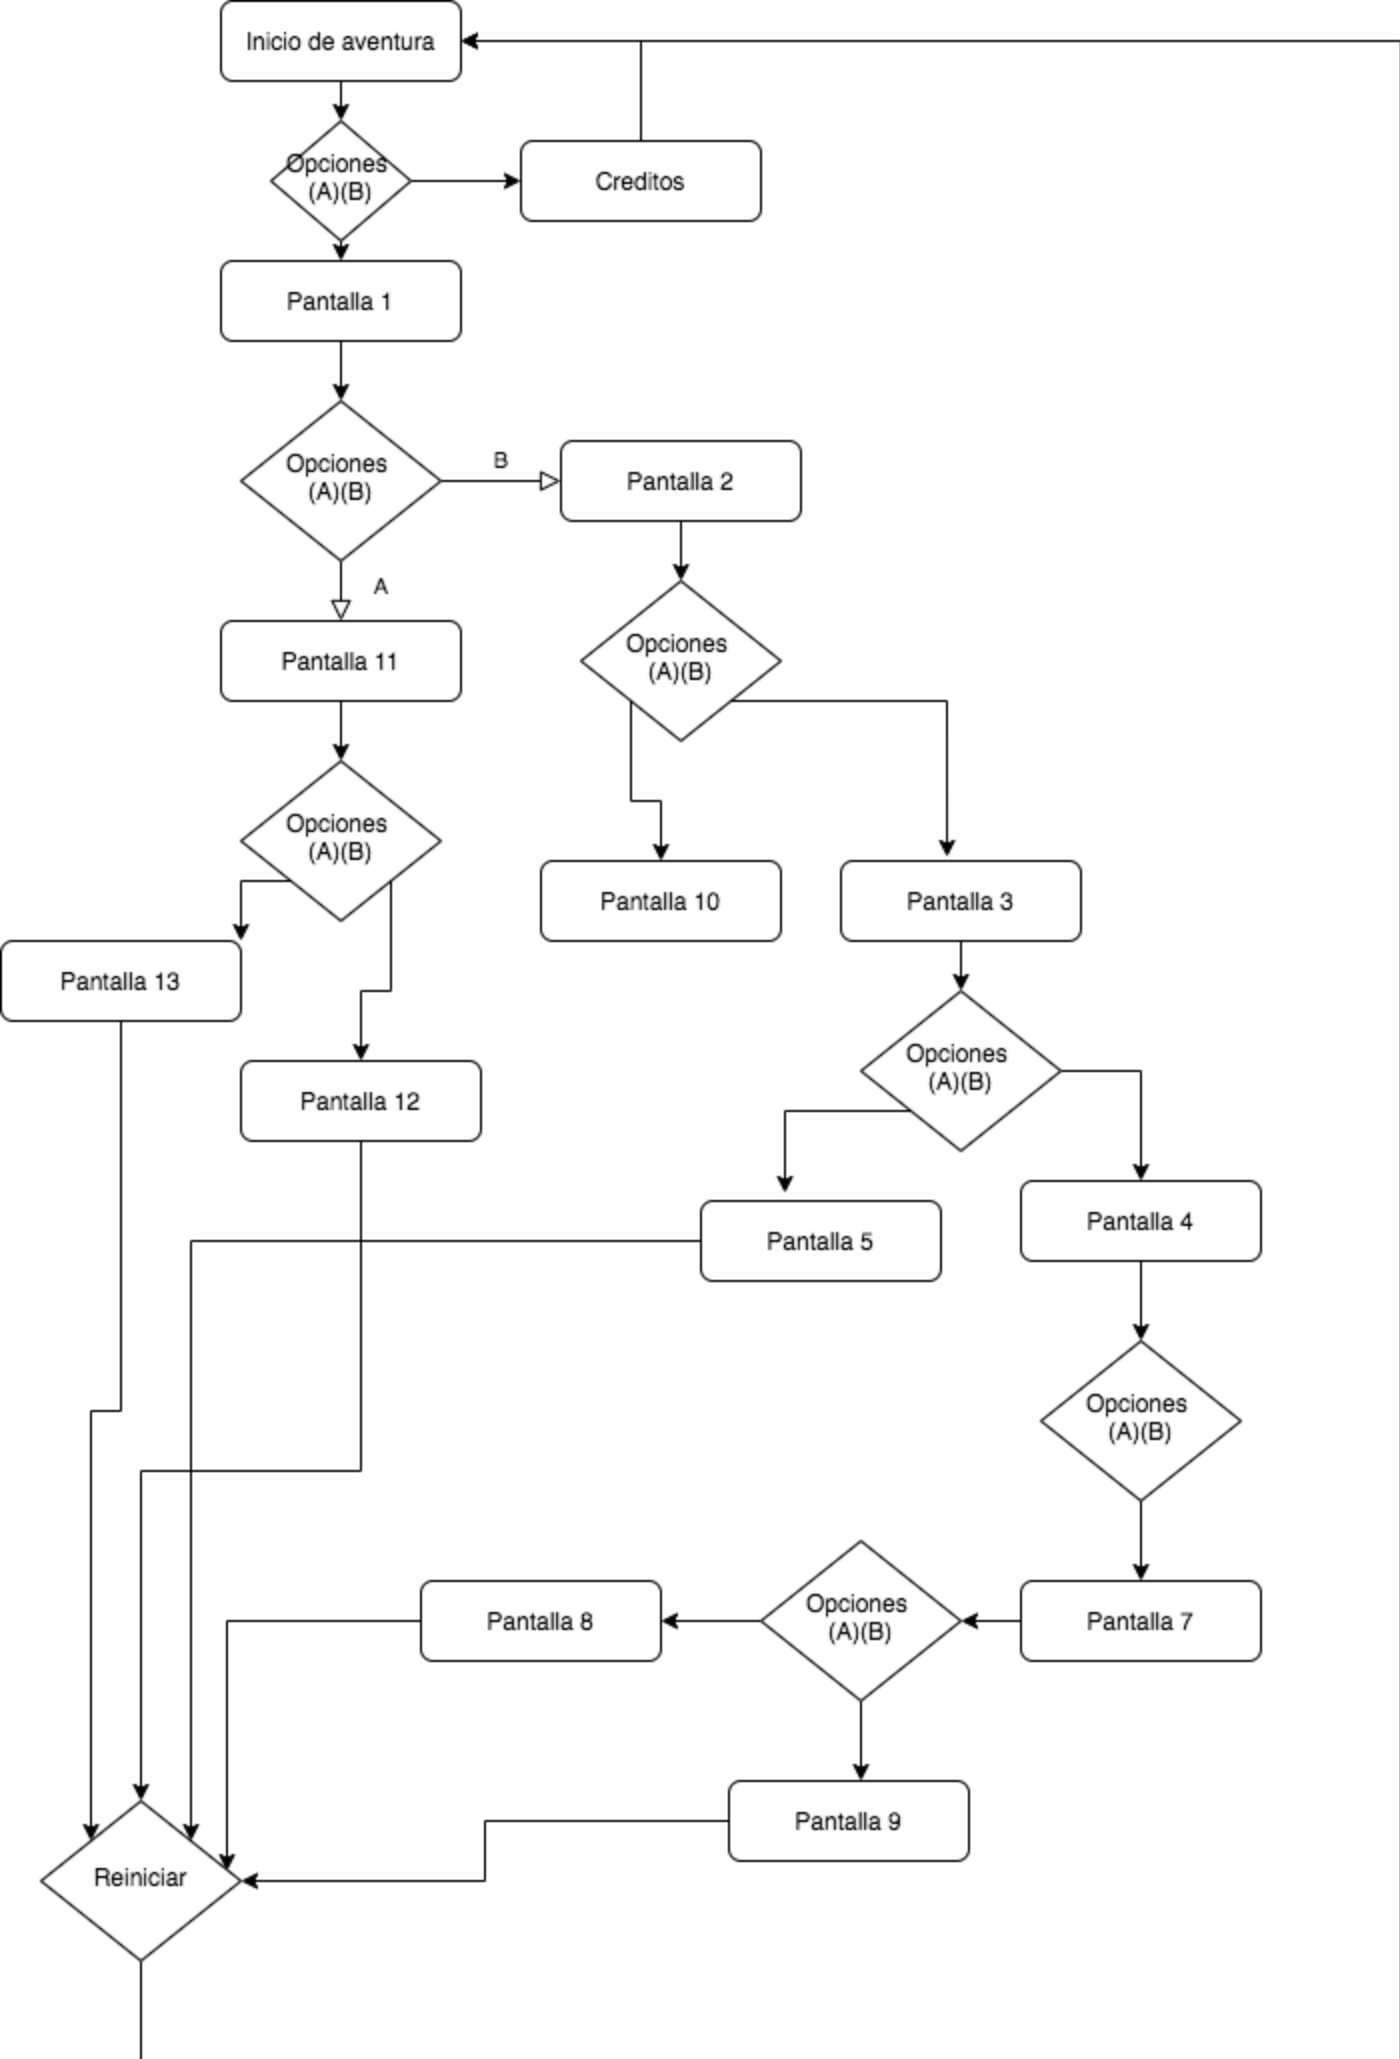 Inicio de aventura
Opciones
(A)(B)
Creditos
Pantalla 1
Opciones
(A)(B)
B
Pantalla 2
A
Opciones
(A)(B)
Pantalla 11
Opciones
(A)(B)
Pantalla 10
Pantalla 3
Pantalla 13
Opciones
(A)(B)
Pantalla 12
Pantalla 4
Pantalla 5
Opciones
(A)(B)
Pantalla 8
Opciones
(A)(B)
Pantalla 7
Pantalla 9
Reiniciar